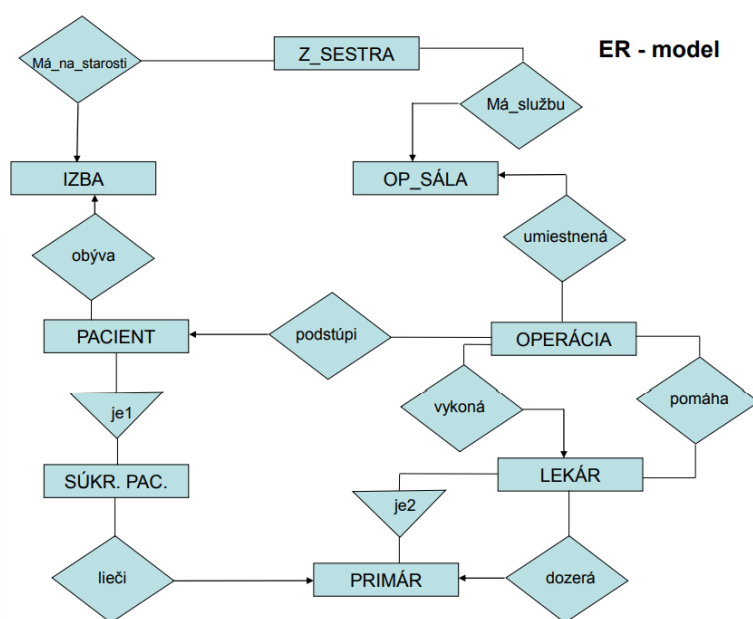 ER - model
Má_na_starosti
Z_SESTRA
Má_službu
IZBA
OP_SÁLA
obýva
umiestnená
PACIENT
podstúpi
OPERÁCIA
vykoná
pomáha
je1
SÚKR. PAC.
LEKÁR
je2
lieči
PRIMÁR
dozerá